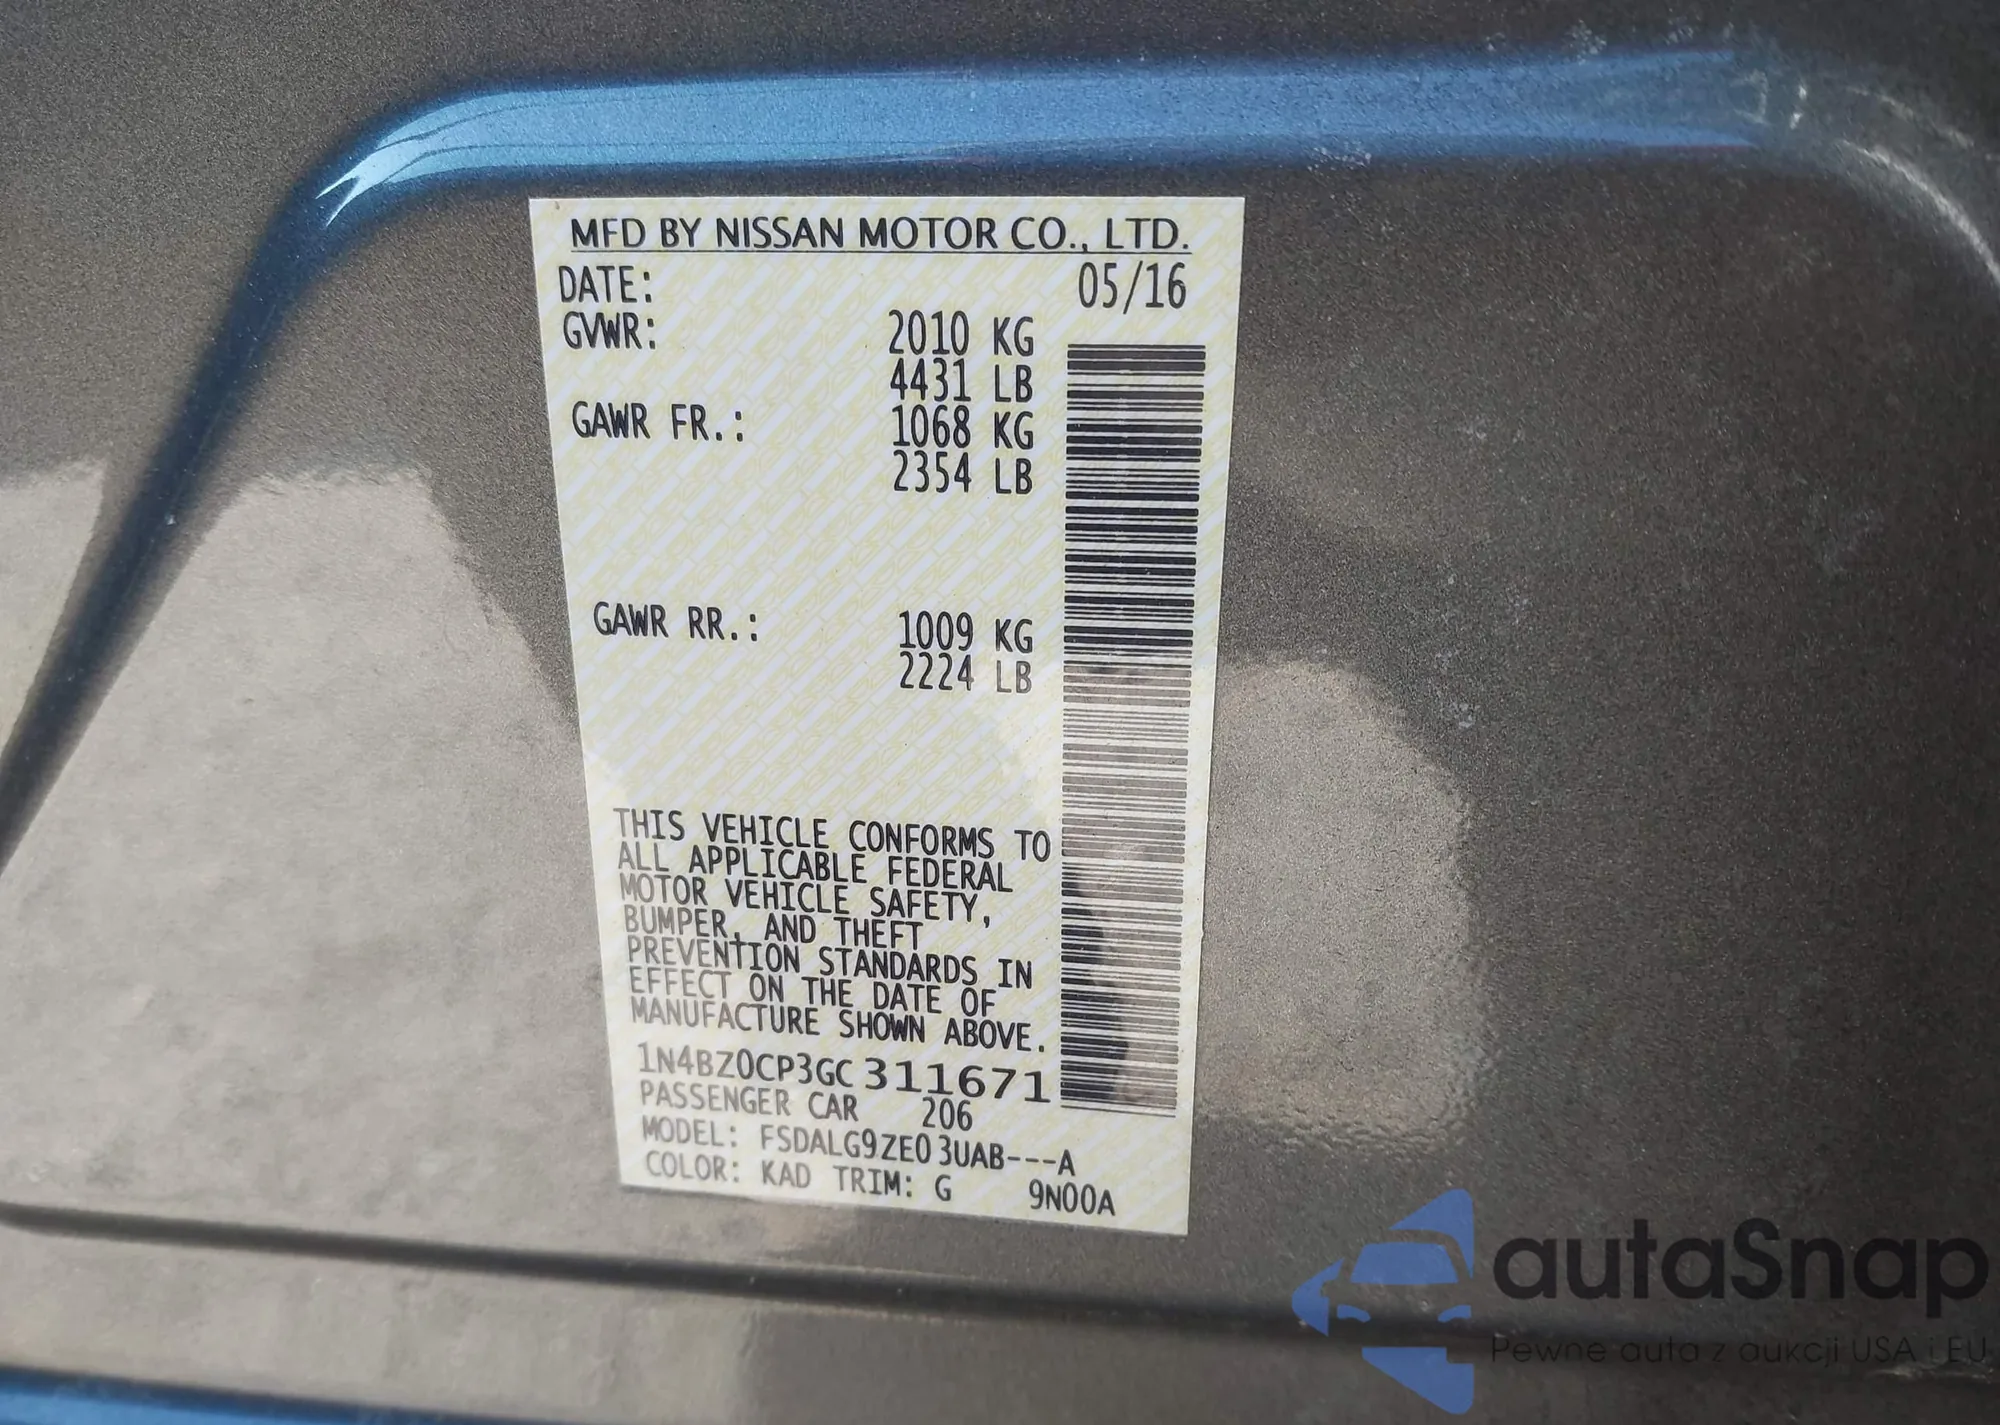 MFD BY NISSAN MOTOR CO., LTD.
DATE: 05/16
GVWR: 2010 KG
4431 LB
GAWR FR.: 1068 KG
2354 LB
GAWR RR.: 1009 KG
2224 LB
THIS VEHICLE CONFORMS TO
ALL APPLICABLE FEDERAL
MOTOR VEHICLE SAFETY,
BUMPER, AND THEFT
PREVENTION STANDARDS IN
EFFECT ON THE DATE OF
MANUFACTURE SHOWN ABOVE.
1N4BZ0CP3GC311671
PASSENGER CAR 206
MODEL: FSDALG9ZE03UAB---A
COLOR: KAD TRIM: G 9N00A
autaSnap
Pewne auta z aukcji USA i EU